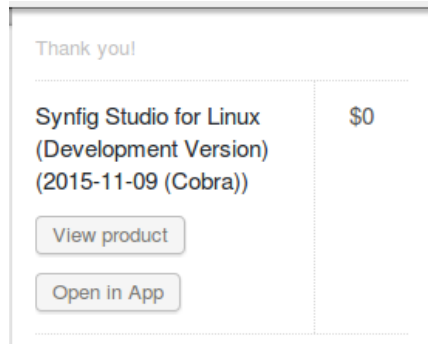 Thank you!
Synfig Studio for Linux
(Development Version)
(2015-11-09 (Cobra))
$0
View product
Open in App